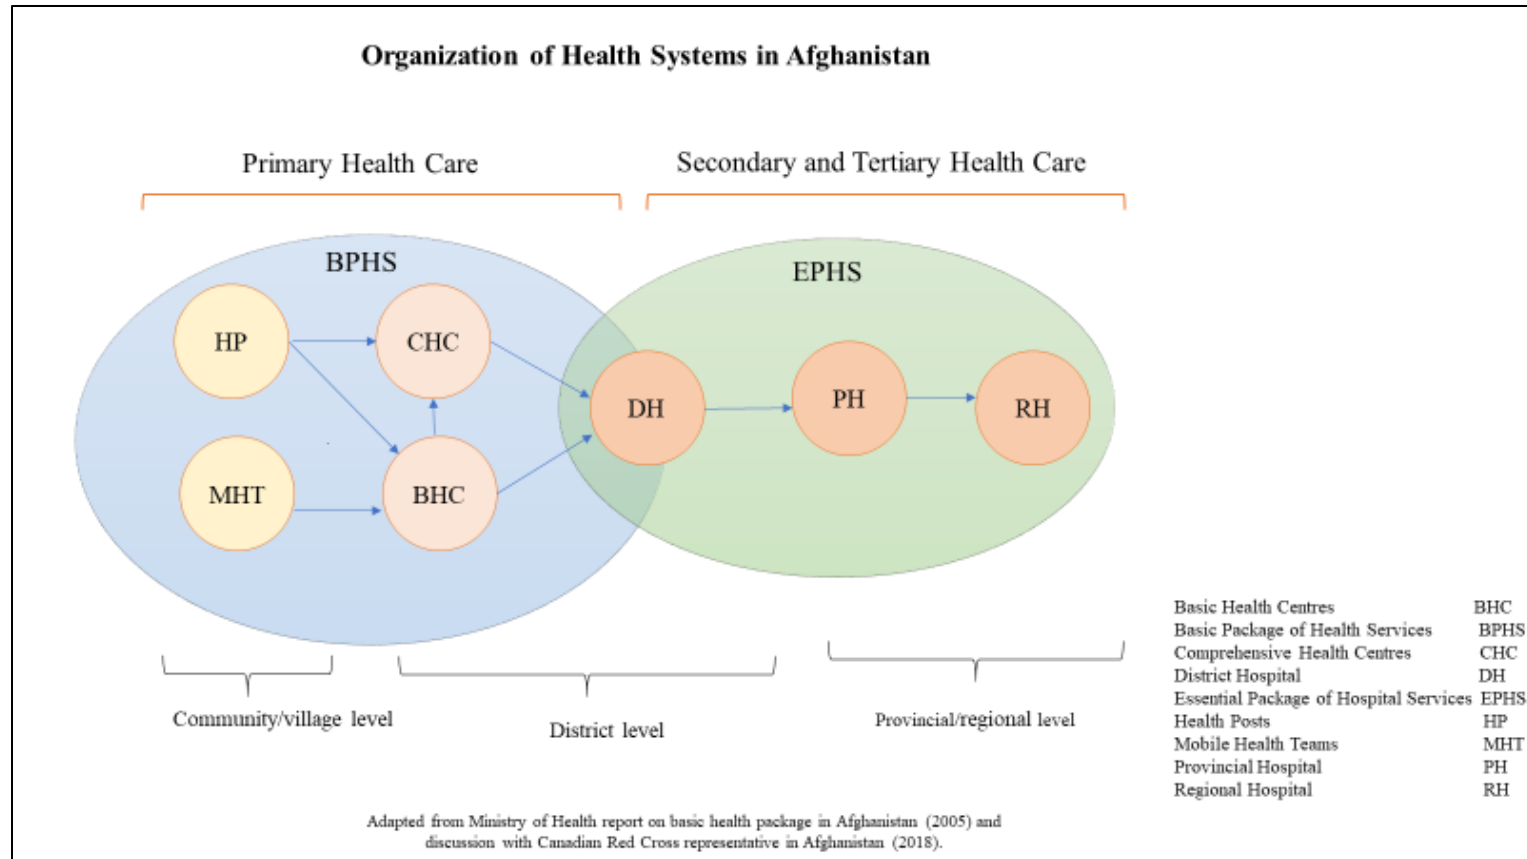 Organization of Health Systems in Afghanistan
Primary Health Care
Secondary and Tertiary Health Care
BPHS
EPHS
HP
CHC
DH
PH
RH
MHT
BHC
Community/village level
District level
Provincial/regional level
Basic Health Centres BHC
Basic Package of Health Services BPHS
Comprehensive Health Centres CHC
District Hospital DH
Essential Package of Hospital Services EPHS
Health Posts HP
Mobile Health Teams MHT
Provincial Hospital PH
Regional Hospital RH
Adapted from Ministry of Health report on basic health package in Afghanistan (2005) and
discussion with Canadian Red Cross representative in Afghanistan (2018).